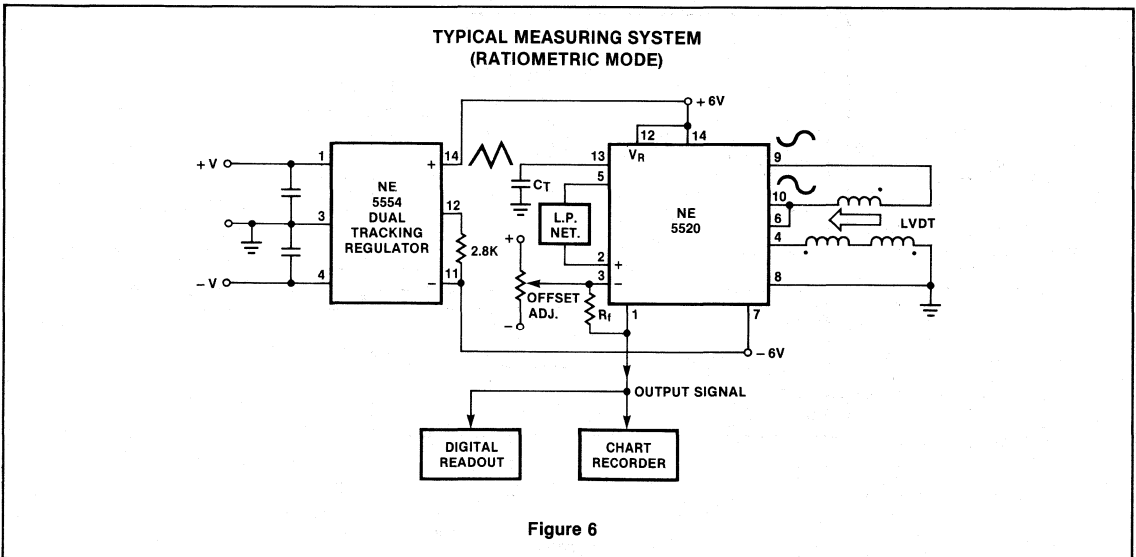 TYPICAL MEASURING SYSTEM
(RATIOMETRIC MODE)
+ 6V
12
14
VR
+ V
1
+
14
13
9
CT
5
NE
5554
DUAL
TRACKING
REGULATOR
12
3
2.8K
L.P.
NET.
NE
5520
10
6
LVDT
4
+
2
+
- V
4
-
11
3
-
8
OFFSET
ADJ.
Rf
-
1
7
- 6V
OUTPUT SIGNAL
DIGITAL
READOUT
CHART
RECORDER
Figure 6